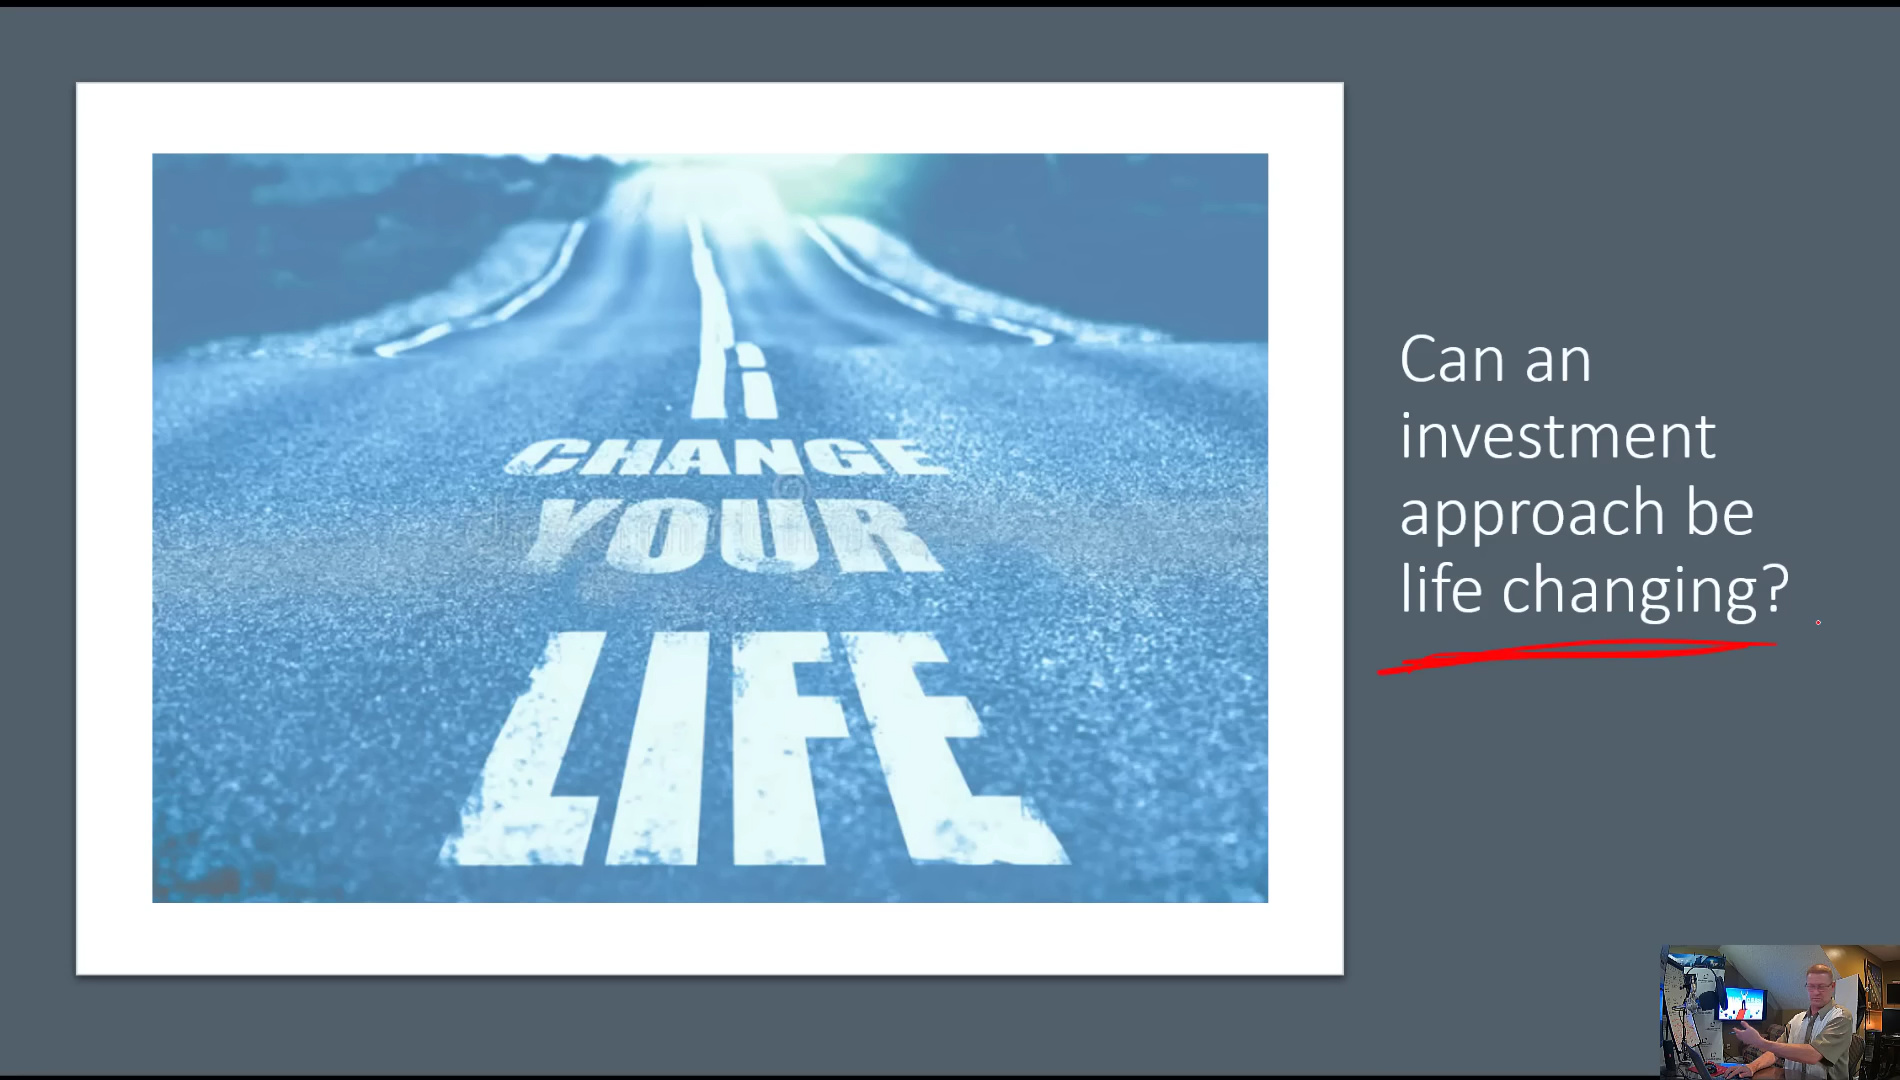 CHANGE
YOUR
LIFE
Can an
investment
approach be
life changing?